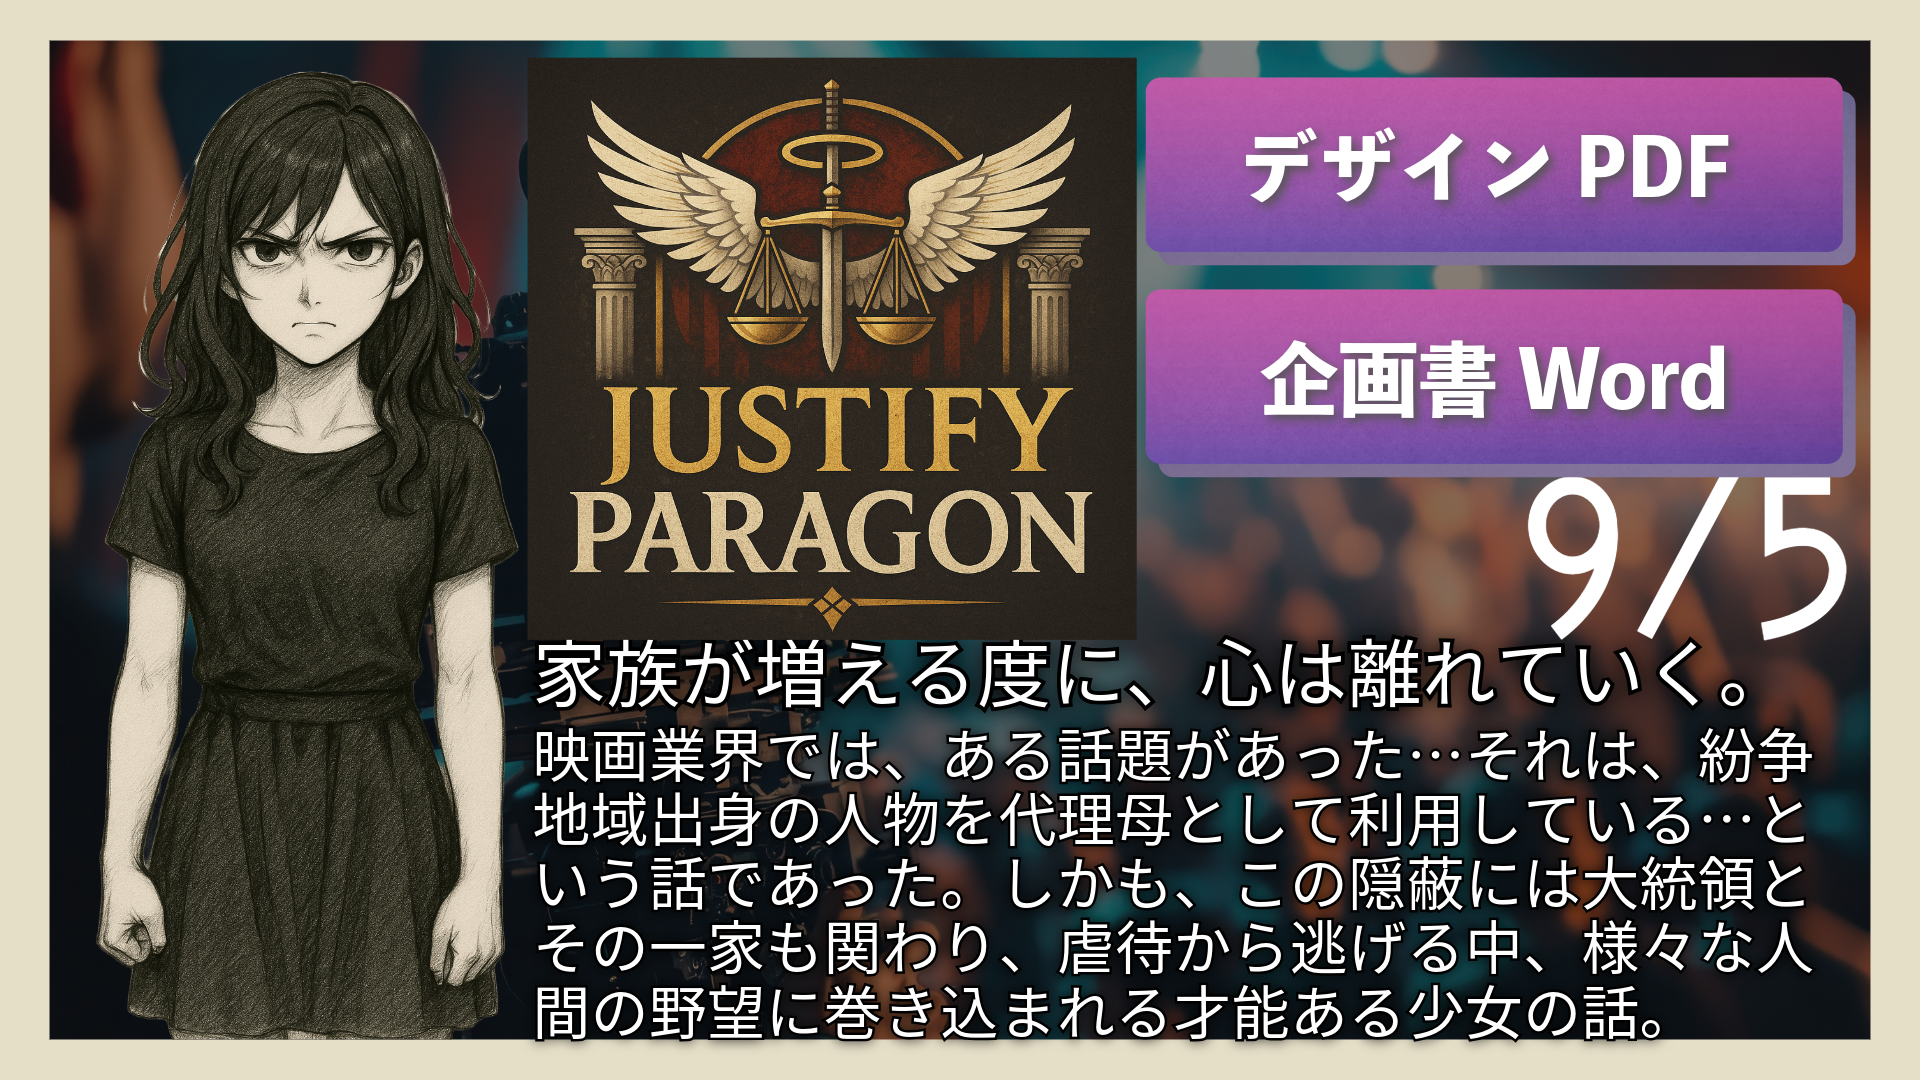 JUSTIFY
PARAGON
デザイン PDF
企画書 Word
9/5
家族が増える度に、心は離れていく。
映画業界では、ある話題があった…それは、紛争
地域出身の人物を代理母として利用している…と
いう話であった。しかも、この隠蔽には大統領と
その一家も関わり、虐待から逃げる中、様々な人
間の野望に巻き込まれる才能ある少女の話。